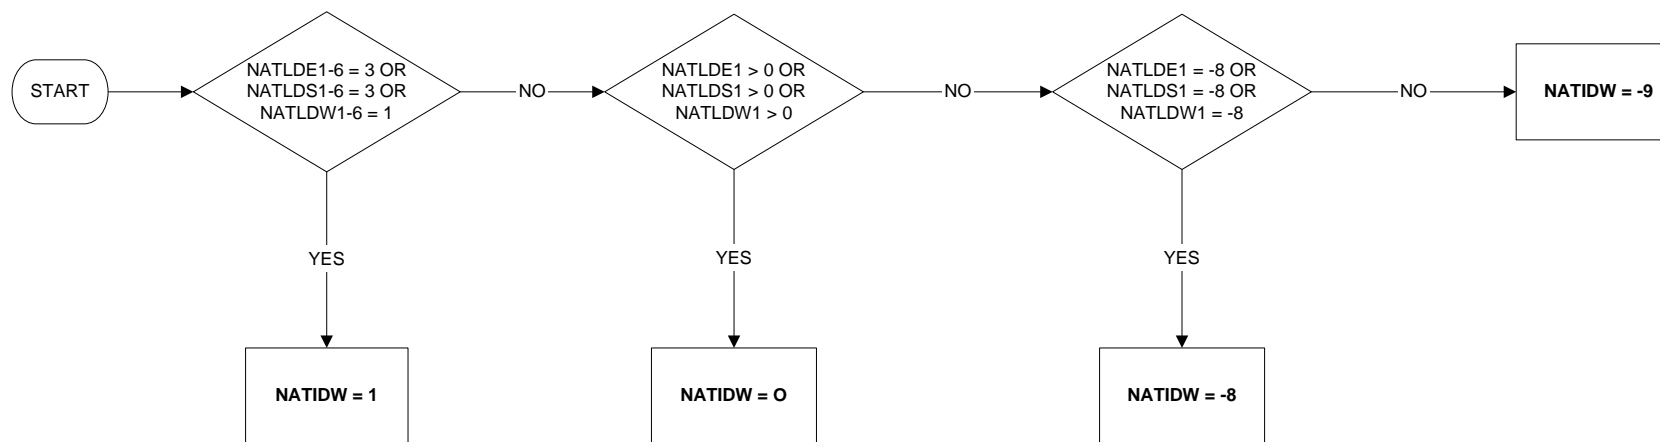 START
NATLDE1-6 = 3 OR
NATLDS1-6 = 3 OR
NATLDW1-6 = 1
NO
NATLDE1 > 0 OR
NATLDS1 > 0 OR
NATLDW1 > 0
NO
NATLDE1 = -8 OR
NATLDS1 = -8 OR
NATLDW1 = -8
NO
NATIDW = -9
YES
YES
YES
NATIDW = 1
NATIDW = O
NATIDW = -8